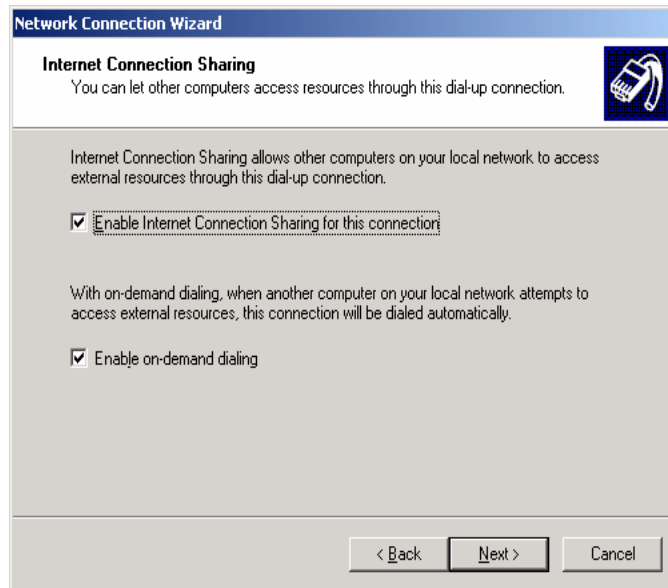 Network Connection Wizard
Internet Connection Sharing
You can let other computers access resources through this dial-up connection.
Internet Connection Sharing allows other computers on your local network to access
external resources through this dial-up connection.
Enable Internet Connection Sharing for this connection
With on-demand dialing, when another computer on your local network attempts to
access external resources, this connection will be dialed automatically.
Enable on-demand dialing
< Back Next > Cancel